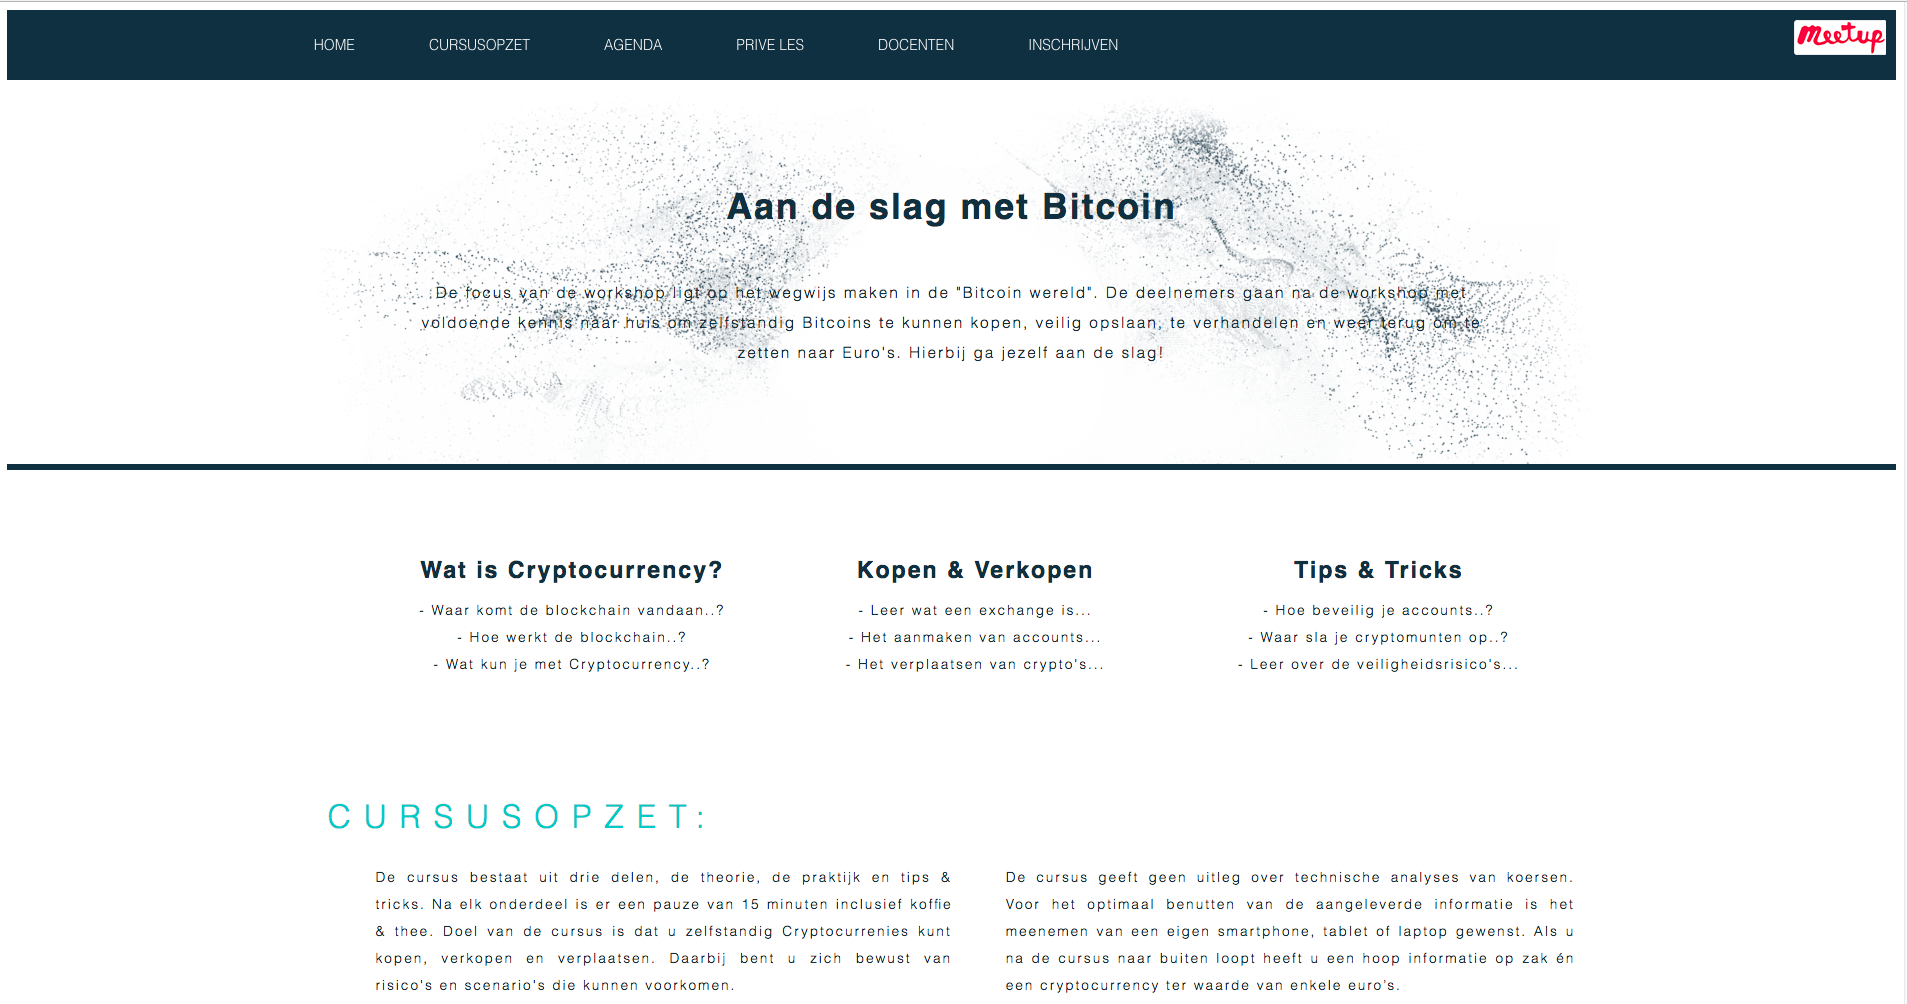 HOME CURSUSOPZET AGENDA PRIVE LES DOCENTEN INSCHRIJVEN
Meetup
Aan de slag met Bitcoin
De focus van de workshop ligt op het wegwijs maken in de "Bitcoin wereld". De deelnemers gaan na de workshop met
voldoende kennis naar huis om zelfstandig Bitcoins te kunnen kopen, veilig opslaan, te verhandelen en weer terug om te
zetten naar Euro's. Hierbij ga jezelf aan de slag!
Wat is Cryptocurrency?
- Waar komt de blockchain vandaan..?
- Hoe werkt de blockchain..?
- Wat kun je met Cryptocurrency..?
Kopen & Verkopen
- Leer wat een exchange is...
- Het aanmaken van accounts...
- Het verplaatsen van crypto's...
Tips & Tricks
- Hoe beveilig je accounts..?
- Waar sla je cryptomunten op..?
- Leer over de veiligheidsrisico's...
CURSUSOPZET:
De cursus bestaat uit drie delen, de theorie, de praktijk en tips &
tricks. Na elk onderdeel is er een pauze van 15 minuten inclusief koffie
& thee. Doel van de cursus is dat u zelfstandig Cryptocurrenies kunt
kopen, verkopen en verplaatsen. Daarbij bent u zich bewust van
risico's en scenario's die kunnen voorkomen.
De cursus geeft geen uitleg over technische analyses van koersen.
Voor het optimaal benutten van de aangeleverde informatie is het
meenemen van een eigen smartphone, tablet of laptop gewenst. Als u
na de cursus naar buiten loopt heeft u een hoop informatie op zak én
een cryptocurrency ter waarde van enkele euro's.